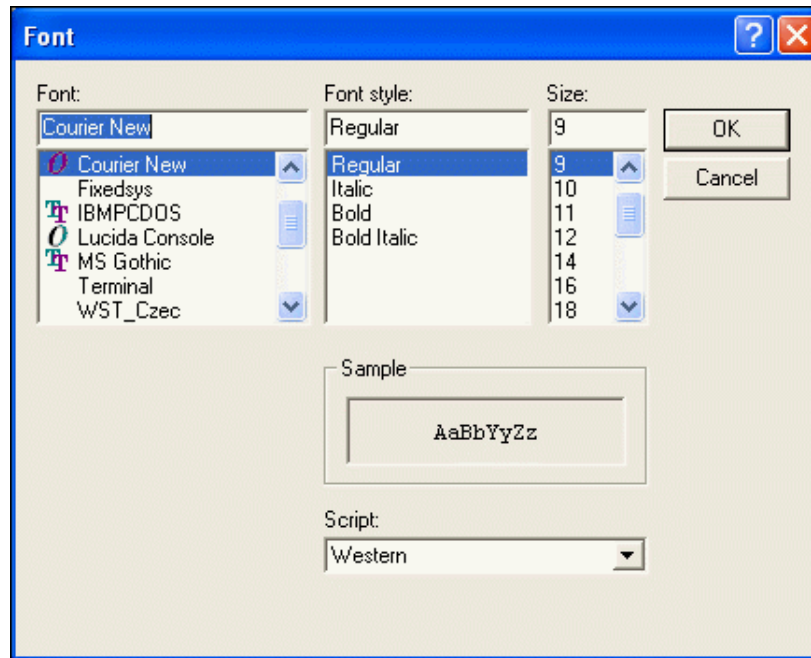 Font
Font:
Font style:
Size:
Courier New
Regular
9
OK
Courier New
Fixedsys
IBMPCDOS
Lucida Console
MS Gothic
Terminal
WST_Czec
Regular
Italic
Bold
Bold Italic
9
10
11
12
14
16
18
Cancel
Sample
AaBbYyZz
Script:
Western